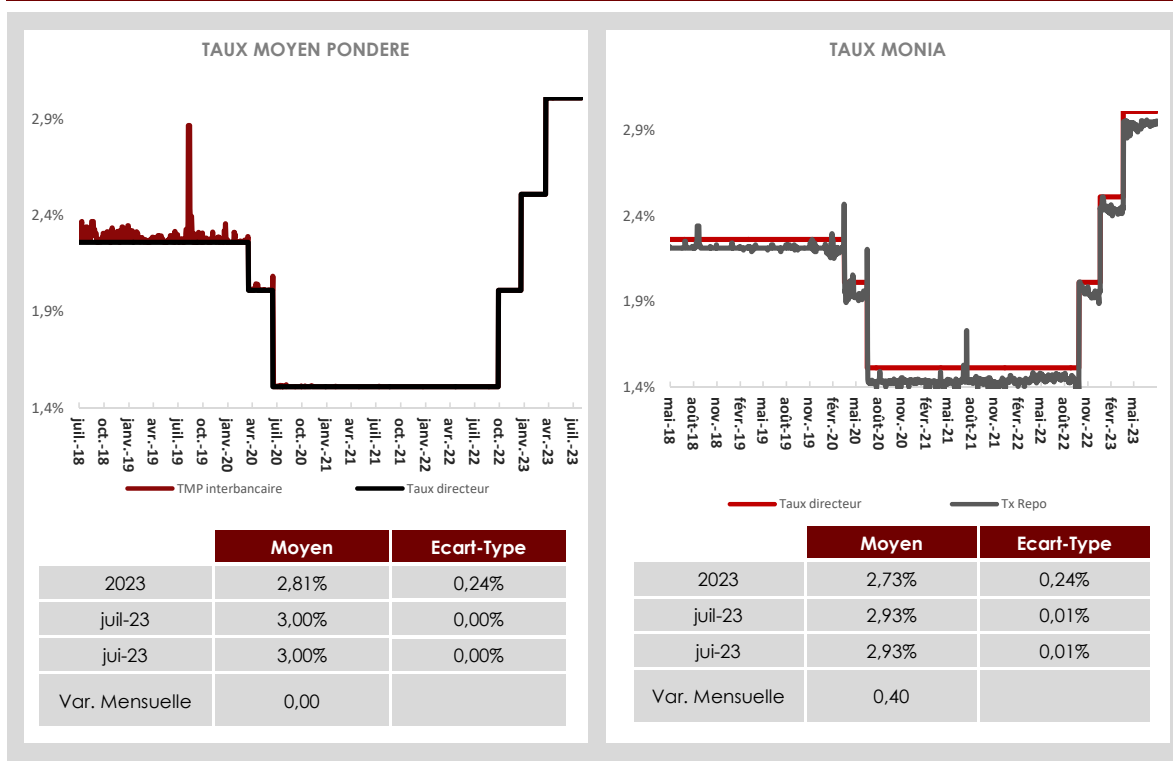 TAUX MOYEN PONDERE
2,9%
2,4%
1,9%
1,4%
juil.-18
oct.-18
janv.-19
avr.-19
juil.-19
oct.-19
janv.-20
avr.-20
juil.-20
oct.-20
janv.-21
avr.-21
juil.-21
oct.-21
janv.-22
avr.-22
juil.-22
oct.-22
janv.-23
avr.-23
juil.-23
TMP interbancaire
Taux directeur
Moyen Ecart-Type
2023 2,81% 0,24%
juil-23 3,00% 0,00%
jui-23 3,00% 0,00%
Var. Mensuelle 0,00
TAUX MONIA
2,9%
2,4%
1,9%
1,4%
mai-18
août-18
nov.-18
févr.-19
mai-19
août-19
nov.-19
févr.-20
mai-20
août-20
nov.-20
févr.-21
mai-21
août-21
nov.-21
févr.-22
mai-22
août-22
nov.-22
févr.-23
mai-23
Taux directeur
Tx Repo
Moyen Ecart-Type
2023 2,73% 0,24%
juil-23 2,93% 0,01%
jui-23 2,93% 0,01%
Var. Mensuelle 0,40